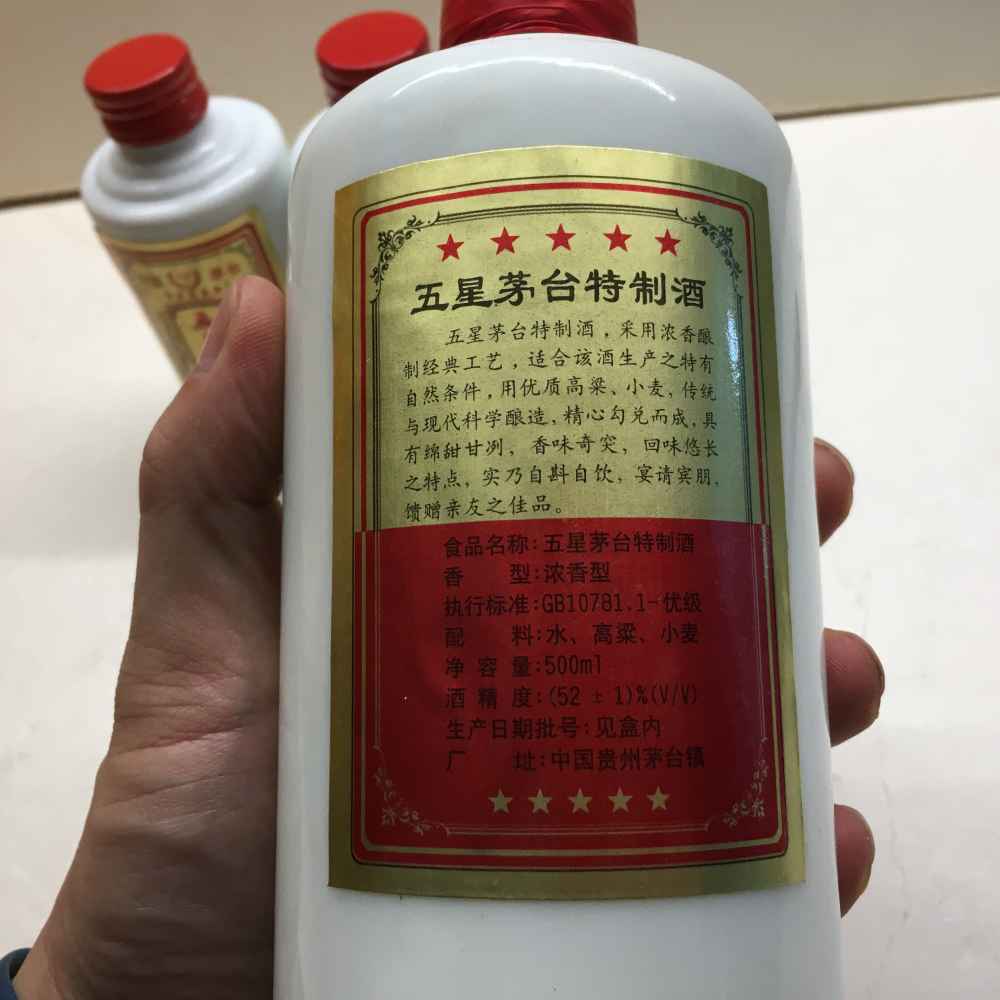 五星茅台特制酒
五星茅台特制酒，采用浓香酿
制经典工艺，适合该酒生产之特有
自然条件，用优质高粱、小麦，传统
与现代科学酿造，精心勾兑而成，具
有绵甜甘冽，香味奇突，回味悠长
之特点，实乃自斟自饮，宴请宾朋，
馈赠亲友之佳品。
食品名称：五星茅台特制酒
香 型：浓香型
执行标准：GB10781.1-优级
配 料：水、高粱、小麦
净 容 量：500ml
酒 精 度：(52 ± 1)%(V/V)
生产日期批号：见盒内
厂 址：中国贵州茅台镇